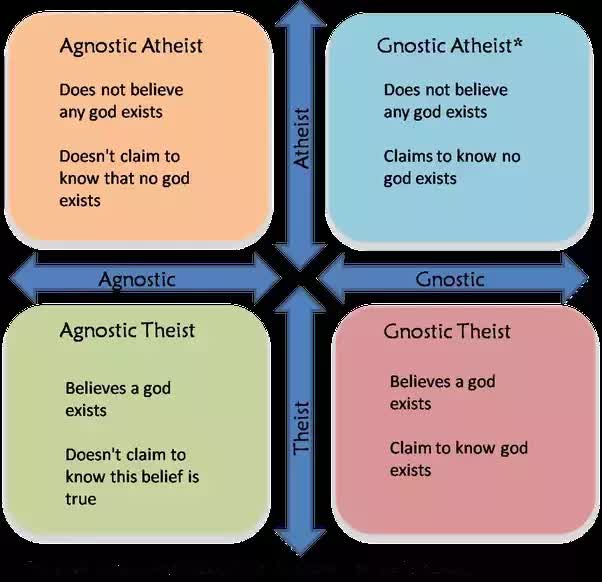 Agnostic Atheist
Does not believe
any god exists
Doesn't claim to
know that no god
exists
Gnostic Atheist*
Does not believe
any god exists
Claims to know no
god exists
Atheist
Agnostic
Gnostic
Agnostic Theist
Believes a god
exists
Doesn't claim to
know this belief is
true
Theist
Gnostic Theist
Believes a god
exists
Claim to know god
exists